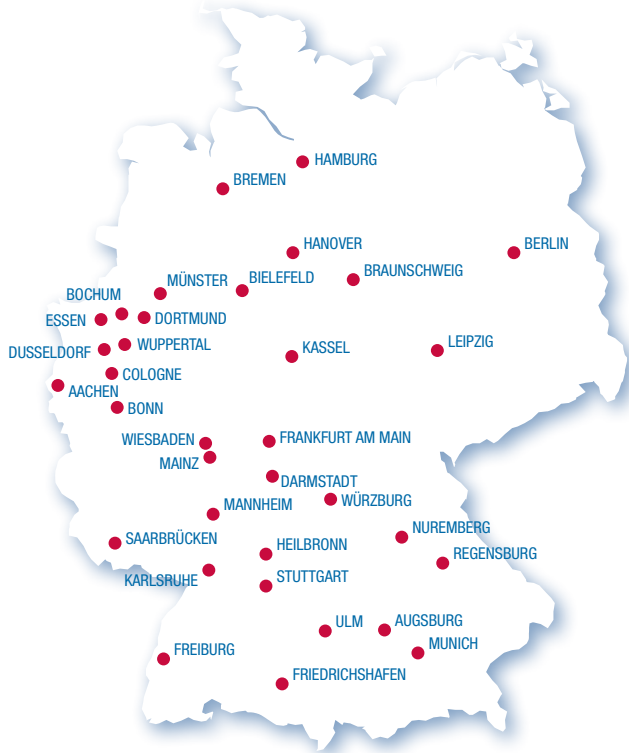 HAMBURG
BREMEN
HANOVER
BERLIN
BRAUNSCHWEIG
BIELEFELD
MÜNSTER
BOCHUM
ESSEN
DORTMUND
WUPPERTAL
DUSSELDORF
KASSEL
LEIPZIG
COLOGNE
AACHEN
BONN
WIESBADEN
FRANKFURT AM MAIN
MAINZ
DARMSTADT
WÜRZBURG
MANNHEIM
NUREMBERG
SAARBRÜCKEN
HEILBRONN
REGENSBURG
KARLSRUHE
STUTTGART
ULM
AUGSBURG
MUNICH
FREIBURG
FRIEDRICHSHAFEN